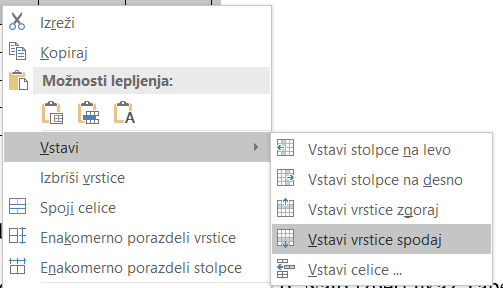 Izreži
Kopiraj
Možnosti lepljenja:
Vstavi
Izbriši vrstice
Spoji celice
Enakomerno porazdeli vrstice
Enakomerno porazdeli stolpce
Vstavi stolpce na levo
Vstavi stolpce na desno
Vstavi vrstice zgoraj
Vstavi vrstice spodaj
Vstavi celice ...